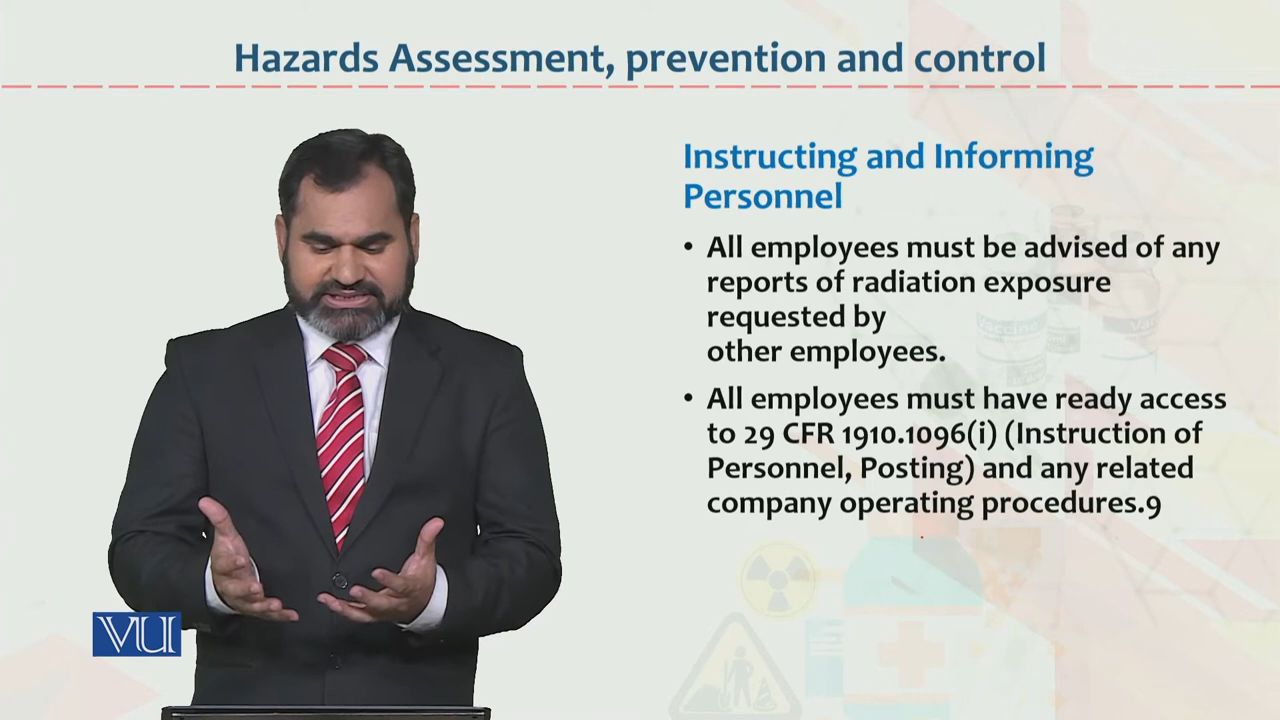 Hazards Assessment, prevention and control
Instructing and Informing
Personnel
• All employees must be advised of any
reports of radiation exposure
requested by
other employees.
• All employees must have ready access
to 29 CFR 1910.1096(i) (Instruction of
Personnel, Posting) and any related
company operating procedures.9
Vaccine
Va
VU